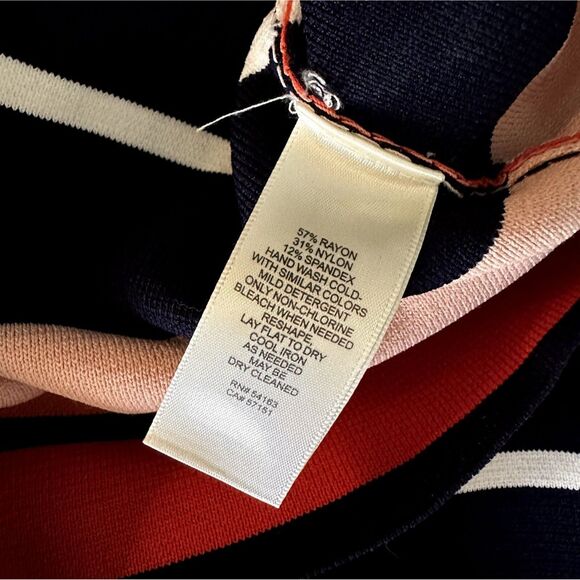 57% RAYON
31% NYLON
12% SPANDEX
HAND WASH COLD-
WITH SIMILAR COLORS
MILD DETERGENT
ONLY NON-CHLORINE
BLEACH WHEN NEEDED
RESHAPE,
LAY FLAT TO DRY
COOL IRON
AS NEEDED
MAY BE
DRY CLEANED
RN# 54163
CA# 57151